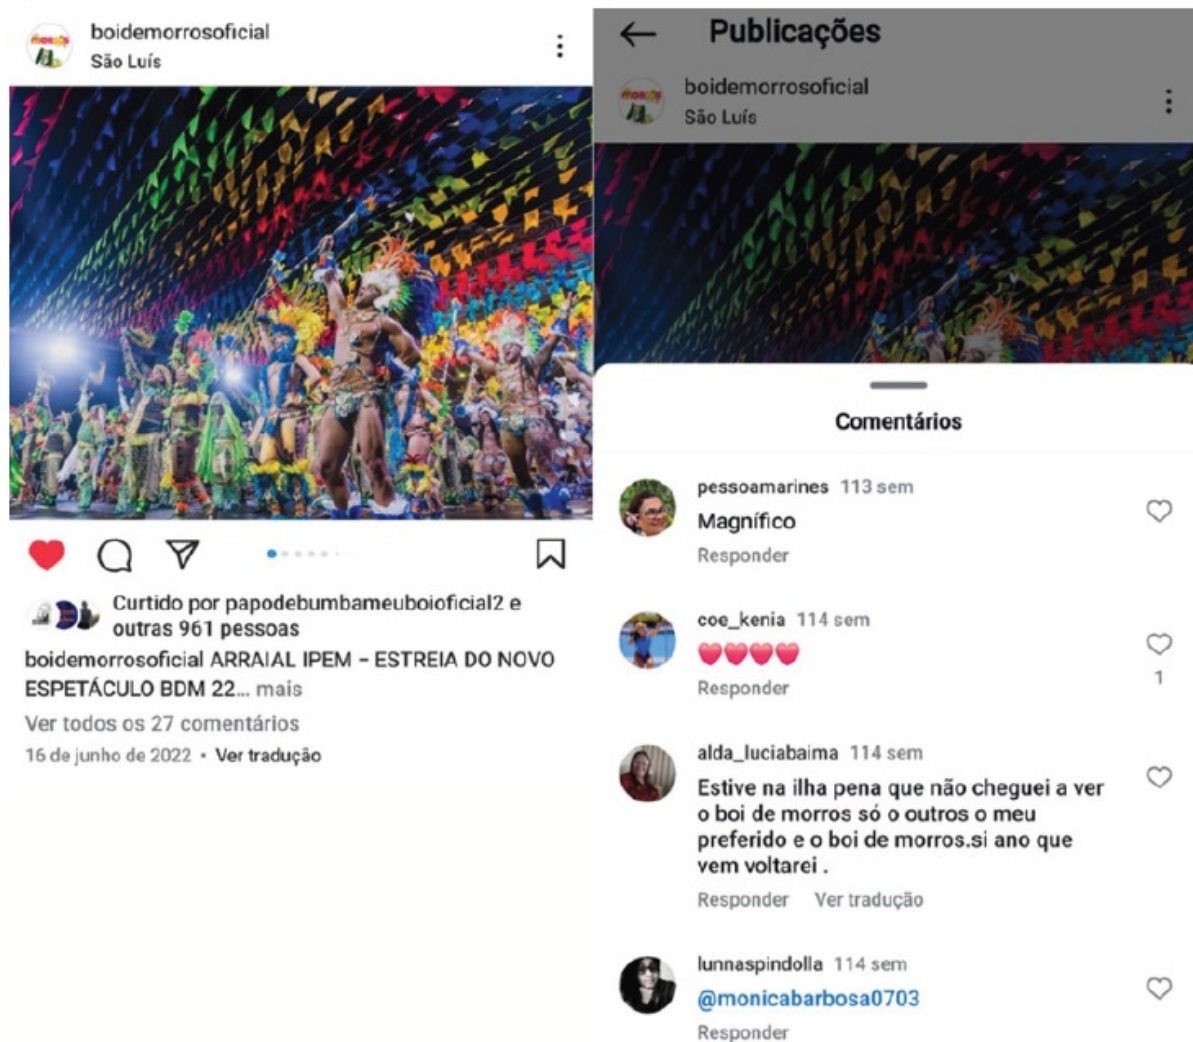 boidemorrosoficial
São Luís
Curtido por papodebumbameuboioficial2 e
outras 961 pessoas
boidemorrosoficial ARRAIAL IPEM – ESTREIA DO NOVO
ESPETÁCULO BDM 22... mais
Ver todos os 27 comentários
16 de junho de 2022 • Ver tradução
Publicações
boidemorrosoficial
São Luís
Comentários
pessoamarines 113 sem
Magnífico
Responder
coe_kenia 114 sem
1
Responder
alda_luciabaima 114 sem
Estive na ilha pena que não cheguei a ver
o boi de morros só o outros o meu
preferido e o boi de morros.si ano que
vem voltarei .
Responder Ver tradução
lunnaspindolla 114 sem
@monicabarbosa0703
Responder